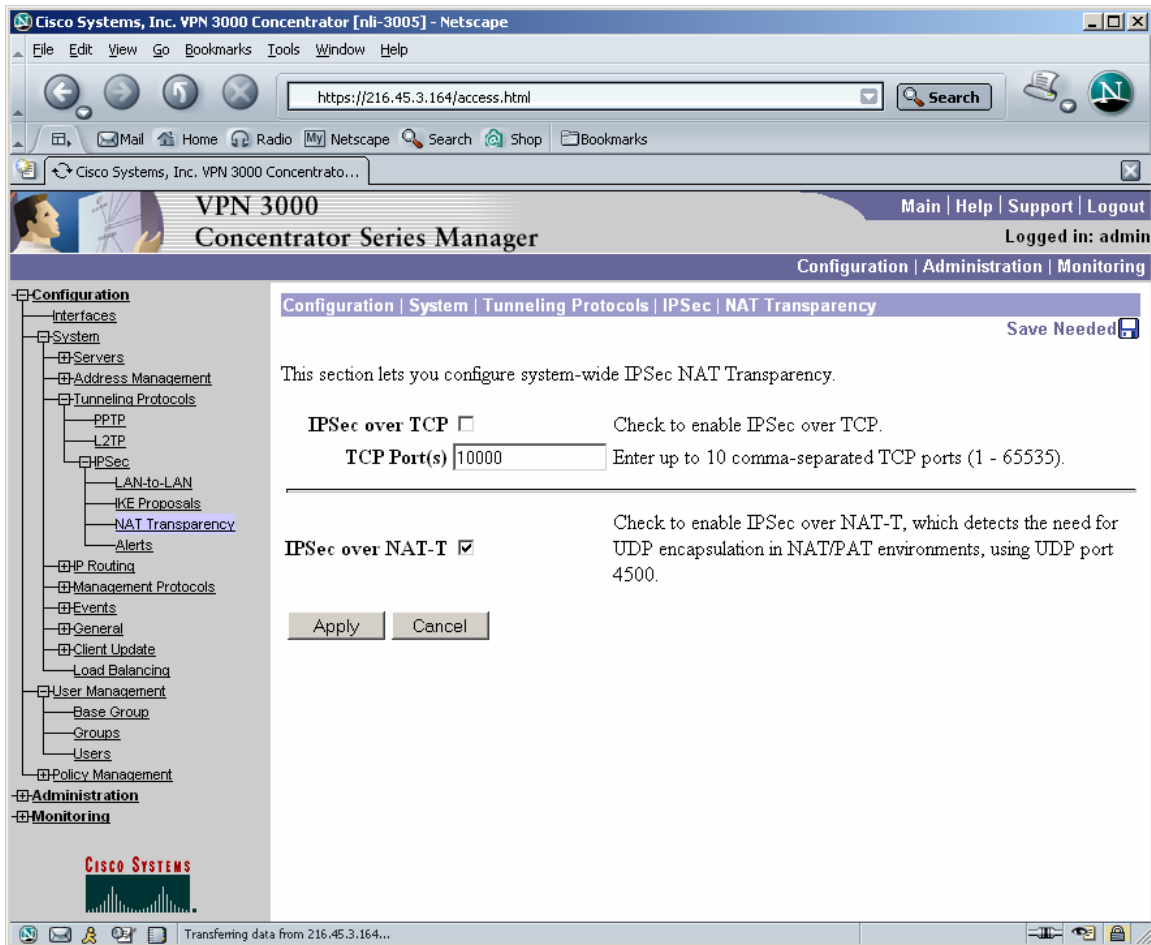 Cisco Systems, Inc. VPN 3000 Concentrator [nli-3005] - Netscape
File Edit View Go Bookmarks Tools Window Help
https://216.45.3.164/access.html
Search
N
Mail Home Radio My Netscape Search Shop Bookmarks
Cisco Systems, Inc. VPN 3000 Concentrato...
VPN 3000
Concentrator Series Manager
Main | Help | Support | Logout
Logged in: admin
Configuration | Administration | Monitoring
Configuration
Interfaces
System
Servers
Address Management
Tunneling Protocols
PPTP
L2TP
IPSec
LAN-to-LAN
IKE Proposals
NAT Transparency
Alerts
IP Routing
Management Protocols
Events
General
Client Update
Load Balancing
User Management
Base Group
Groups
Users
Policy Management
Administration
Monitoring
CISCO SYSTEMS
Configuration | System | Tunneling Protocols | IPSec | NAT Transparency
Save Needed
This section lets you configure system-wide IPSec NAT Transparency.
IPSec over TCP
Check to enable IPSec over TCP.
TCP Port(s) 10000
Enter up to 10 comma-separated TCP ports (1 - 65535).
IPSec over NAT-T
Check to enable IPSec over NAT-T, which detects the need for
UDP encapsulation in NAT/PAT environments, using UDP port
4500.
Apply Cancel
Transferring data from 216.45.3.164...